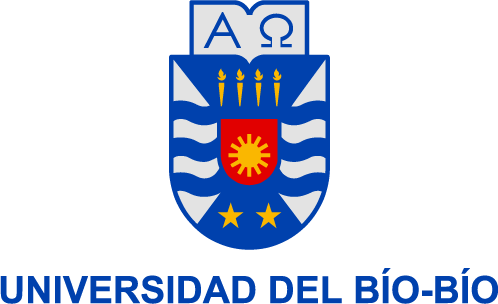 Α Ω
UNIVERSIDAD DEL BÍO-BÍO